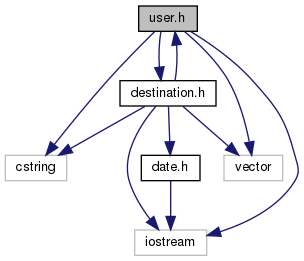 user.h
destination.h
cstring
date.h
vector
iostream